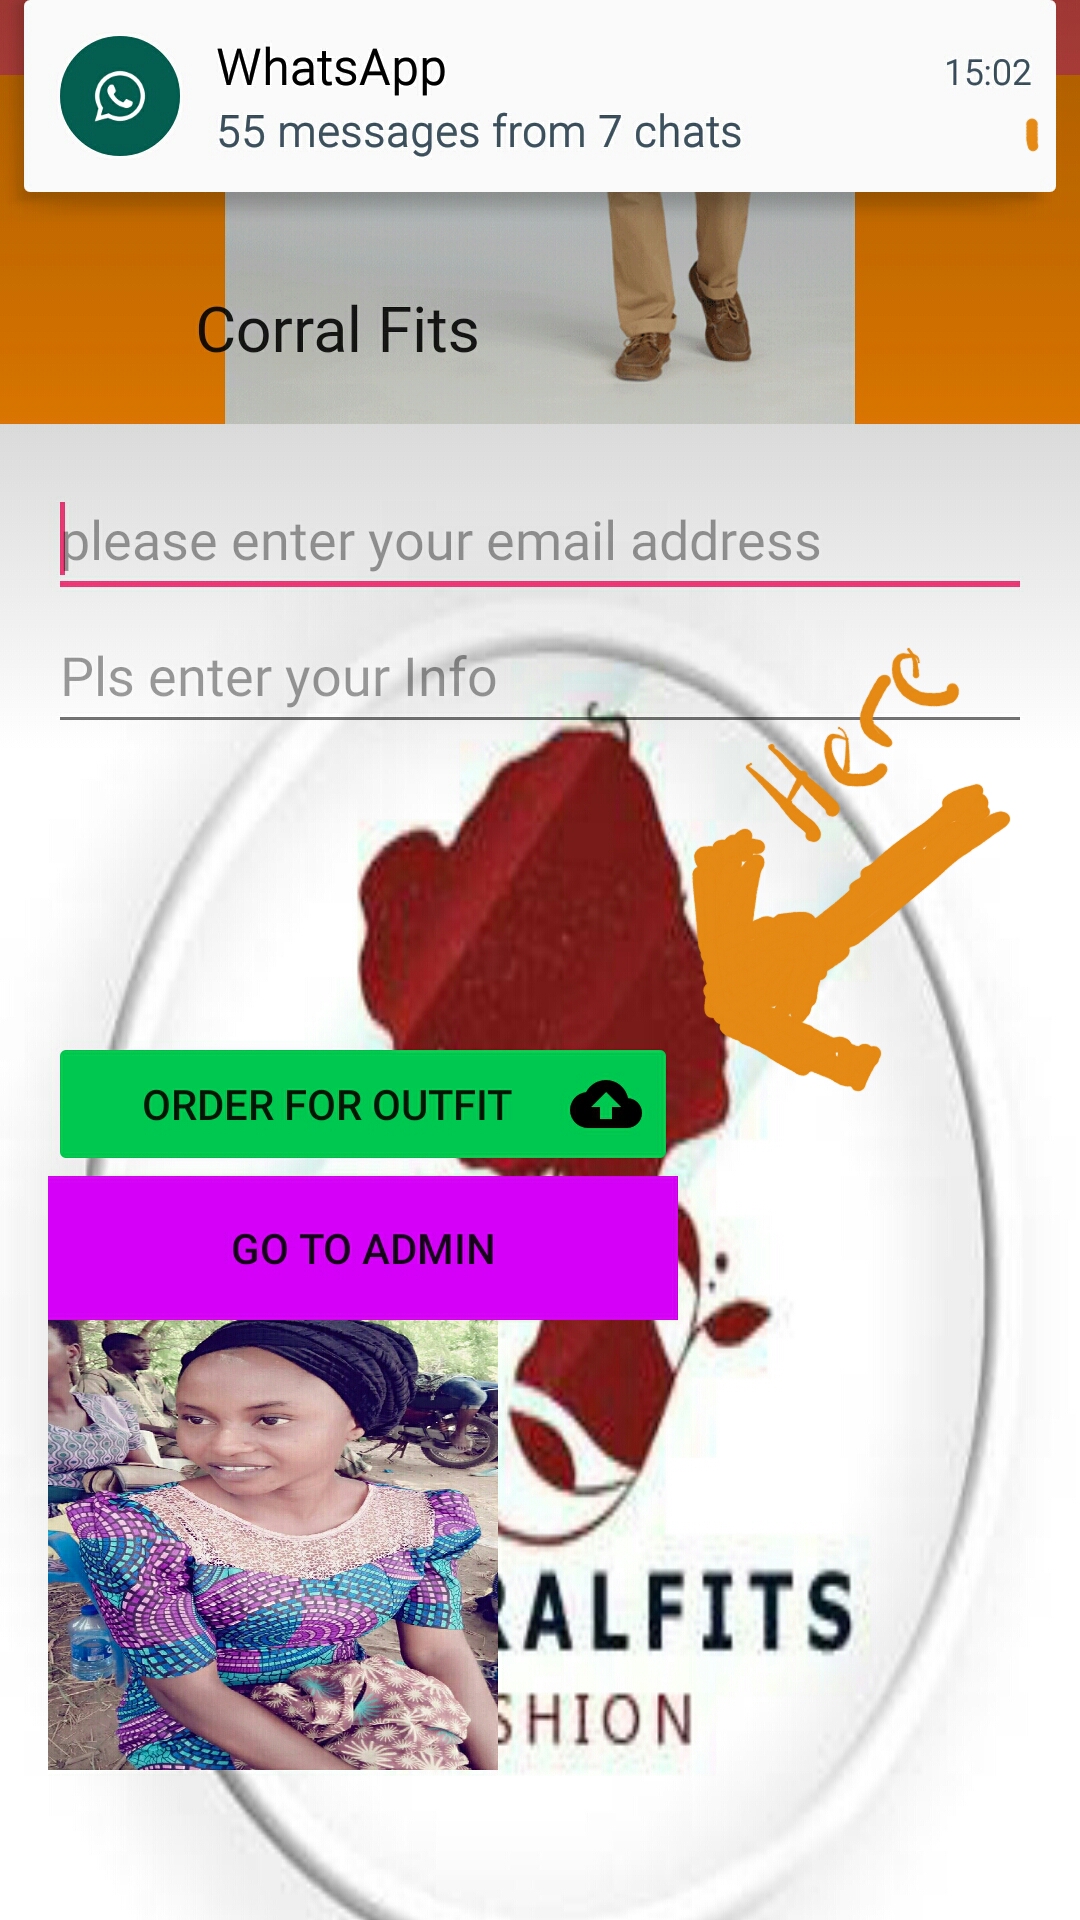 WhatsApp
15:02
55 messages from 7 chats
Corral Fits
please enter your email address
Pls enter your Info
Here
ORDER FOR OUTFIT
GO TO ADMIN
RALFITS
SHION